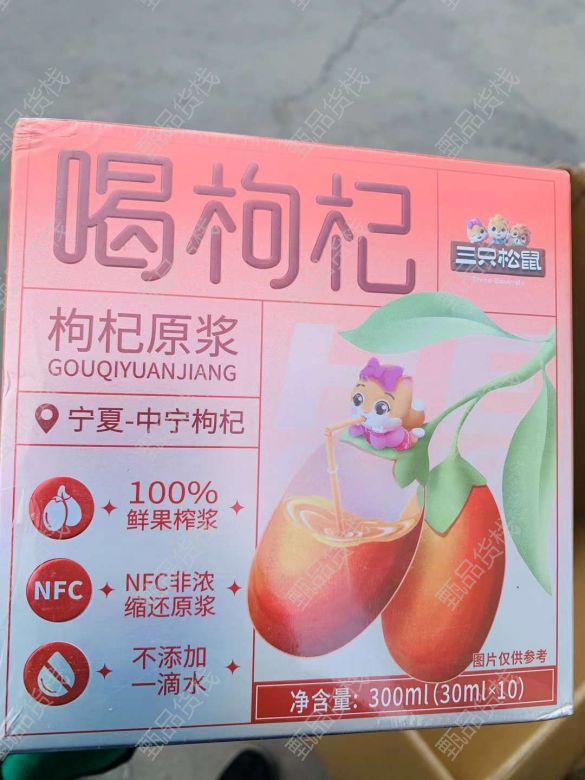 喝枸杞
三只松鼠
Three Squirrels
枸杞原浆
GOUQIYUANJIANG
宁夏-中宁枸杞
100%
鲜果榨浆
NFC
NFC非浓
缩还原浆
不添加
一滴水
图片仅供参考
净含量: 300ml(30ml×10)
甄品货栈